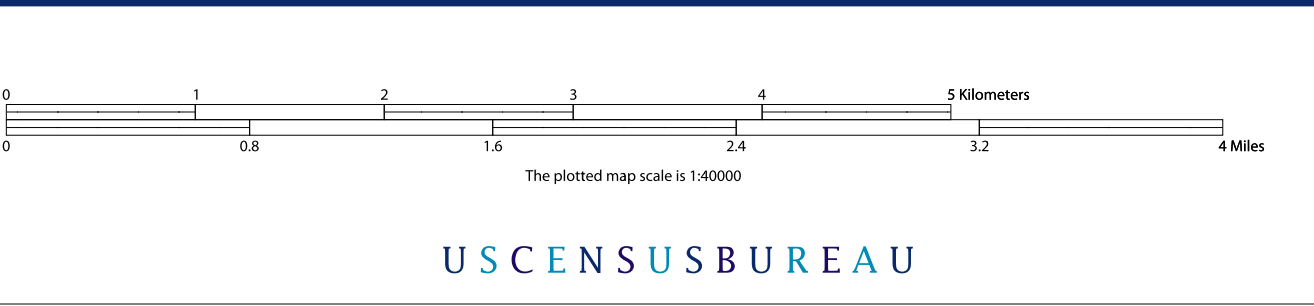 0 1 2 3 4 5 Kilometers
0 0.8 1.6 2.4 3.2 4 Miles
The plotted map scale is 1:40000
USCENSUSBUREAU